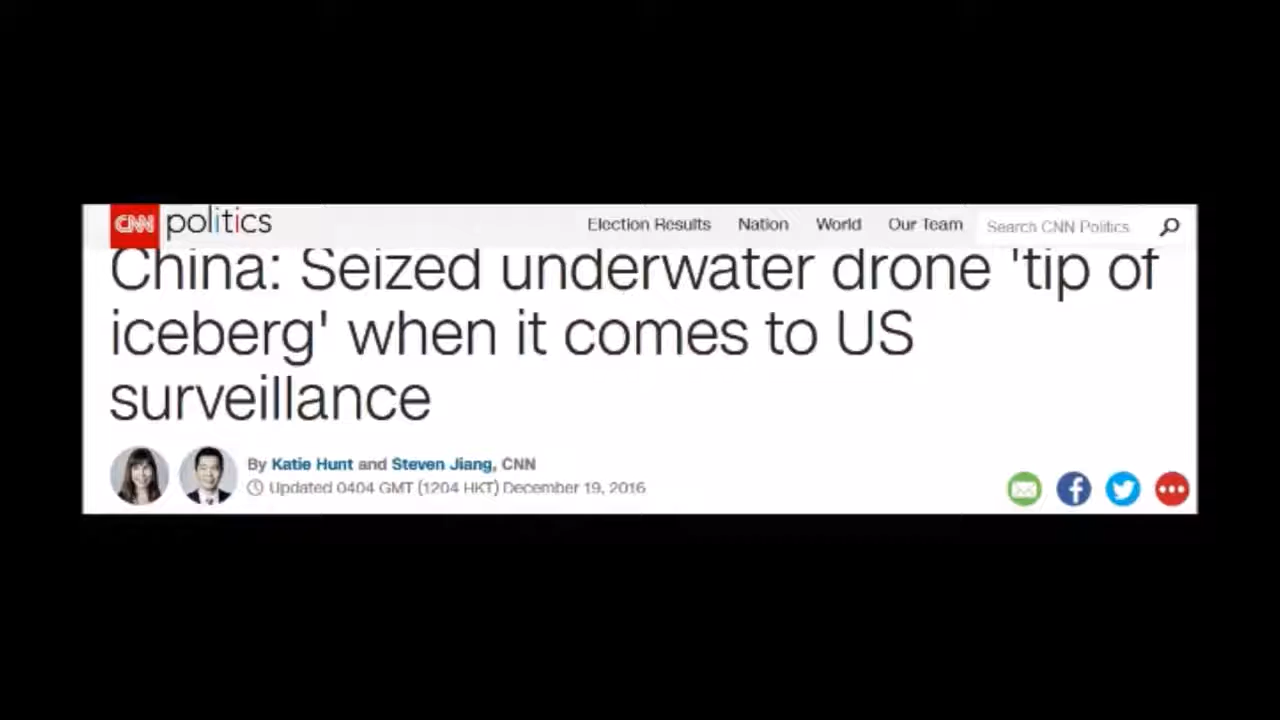 CNN politics Election Results Nation World Our Team Search CNN Politics
China: Seized underwater drone 'tip of
iceberg' when it comes to US
surveillance
By Katie Hunt and Steven Jiang, CNN
Updated 0404 GMT (1204 HKT) December 19, 2016